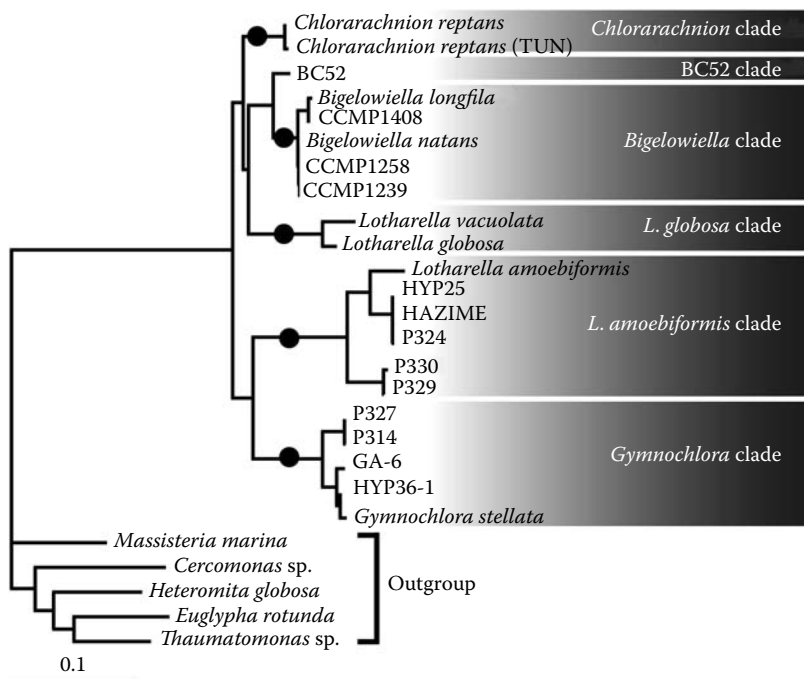 Chlorarachnion reptans
Chlorarachnion reptans (TUN)
Chlorarachnion clade
BC52
BC52 clade
Bigelowiella longfila
CCMP1408
Bigelowiella natans
CCMP1258
CCMP1239
Bigelowiella clade
Lotharella vacuolata
Lotharella globosa
L. globosa clade
Lotharella amoebiformis
HYP25
HAZIME
P324
P330
P329
L. amoebiformis clade
P327
P314
GA-6
HYP36-1
Gymnochlora stellata
Gymnochlora clade
Massisteria marina
Cercomonas sp.
Heteromita globosa
Euglypha rotunda
Thaumatomonas sp.
Outgroup
0.1